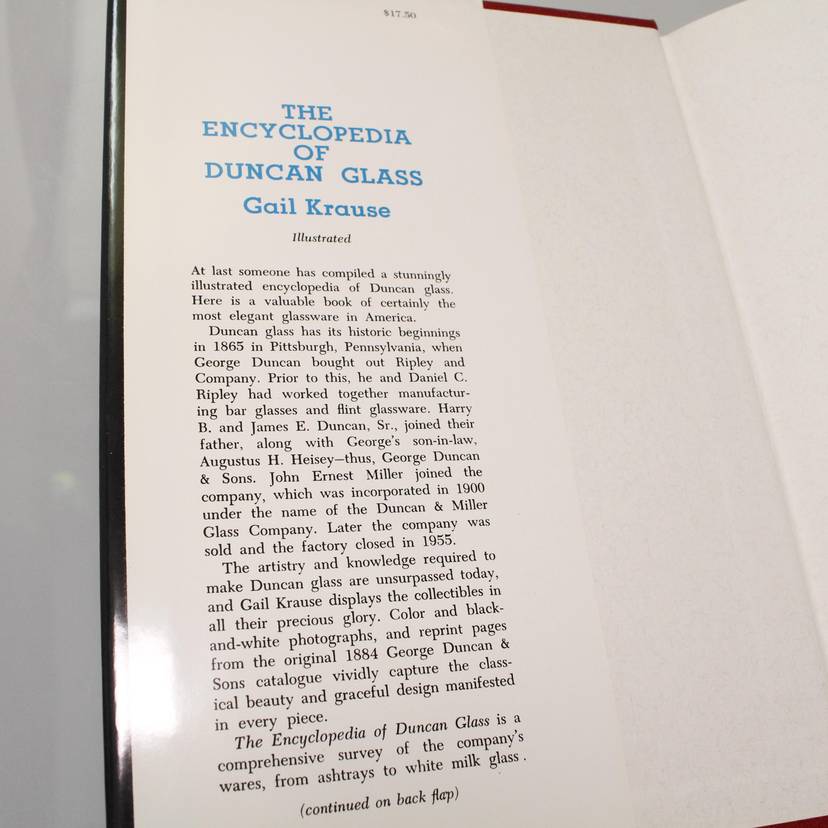 $17.50
THE
ENCYCLOPEDIA
OF
DUNCAN GLASS
Gail Krause
Illustrated
At last someone has compiled a stunningly
illustrated encyclopedia of Duncan glass.
Here is a valuable book of certainly the
most elegant glassware in America.
Duncan glass has its historic beginnings
in 1865 in Pittsburgh, Pennsylvania, when
George Duncan bought out Ripley and
Company. Prior to this, he and Daniel C.
Ripley had worked together manufactur-
ing bar glasses and flint glassware. Harry
B. and James E. Duncan, Sr., joined their
father, along with George's son-in-law,
Augustus H. Heisey—thus, George Duncan
& Sons. John Ernest Miller joined the
company, which was incorporated in 1900
under the name of the Duncan & Miller
Glass Company. Later the company was
sold and the factory closed in 1955.
The artistry and knowledge required to
make Duncan glass are unsurpassed today,
and Gail Krause displays the collectibles in
all their precious glory. Color and black-
and-white photographs, and reprint pages
from the original 1884 George Duncan &
Sons catalogue vividly capture the class-
ical beauty and graceful design manifested
in every piece.
The Encyclopedia of Duncan Glass is a
comprehensive survey of the company's
wares, from ashtrays to white milk glass.
(continued on back flap)